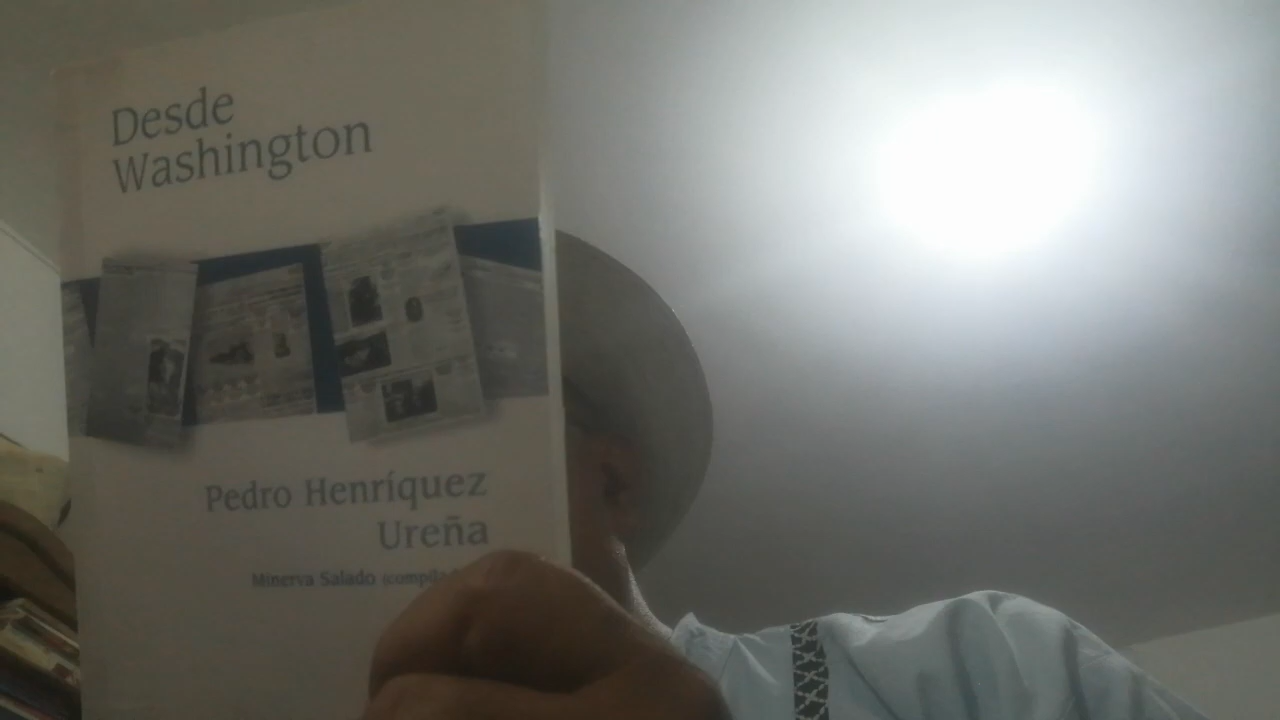 Desde
Washington
Pedro Henríquez
Ureña
Minerva Salado